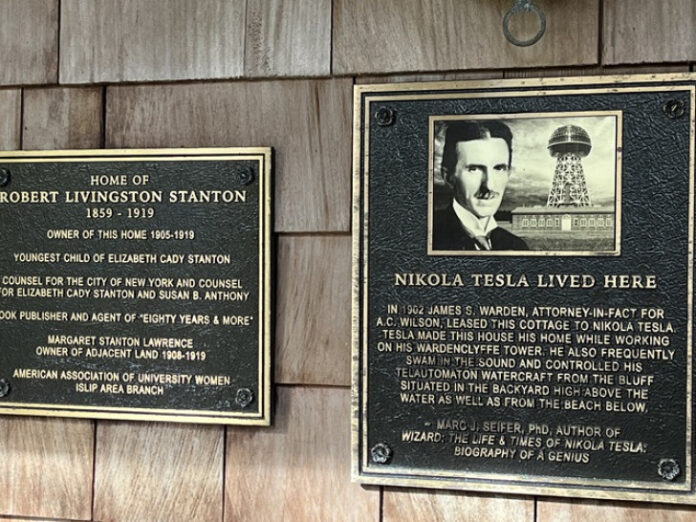 HOME OF
ROBERT LIVINGSTON STANTON
1859 - 1919
OWNER OF THIS HOME 1905-1919
YOUNGEST CHILD OF ELIZABETH CADY STANTON
COUNSEL FOR THE CITY OF NEW YORK AND COUNSEL
FOR ELIZABETH CADY STANTON AND SUSAN B. ANTHONY
OOK PUBLISHER AND AGENT OF "EIGHTY YEARS & MORE"
MARGARET STANTON LAWRENCE
OWNER OF ADJACENT LAND 1908-1919
AMERICAN ASSOCIATION OF UNIVERSITY WOMEN
ISLIP AREA BRANCH
NIKOLA TESLA LIVED HERE
IN 1902 JAMES S. WARDEN, ATTORNEY-IN-FACT FOR
A.C. WILSON, LEASED THIS COTTAGE TO NIKOLA TESLA.
TESLA MADE THIS HOUSE HIS HOME WHILE WORKING
ON HIS WARDENCLYFFE TOWER. HE ALSO FREQUENTLY
SWAM IN THE SOUND AND CONTROLLED HIS
TELAUTOMATON WATERCRAFT FROM THE BLUFF
SITUATED IN THE BACKYARD HIGH ABOVE THE
WATER AS WELL AS FROM THE BEACH BELOW,
- MARC J. SEIFER, PhD, AUTHOR OF
WIZARD: THE LIFE & TIMES OF NIKOLA TESLA:
BIOGRAPHY OF A GENIUS